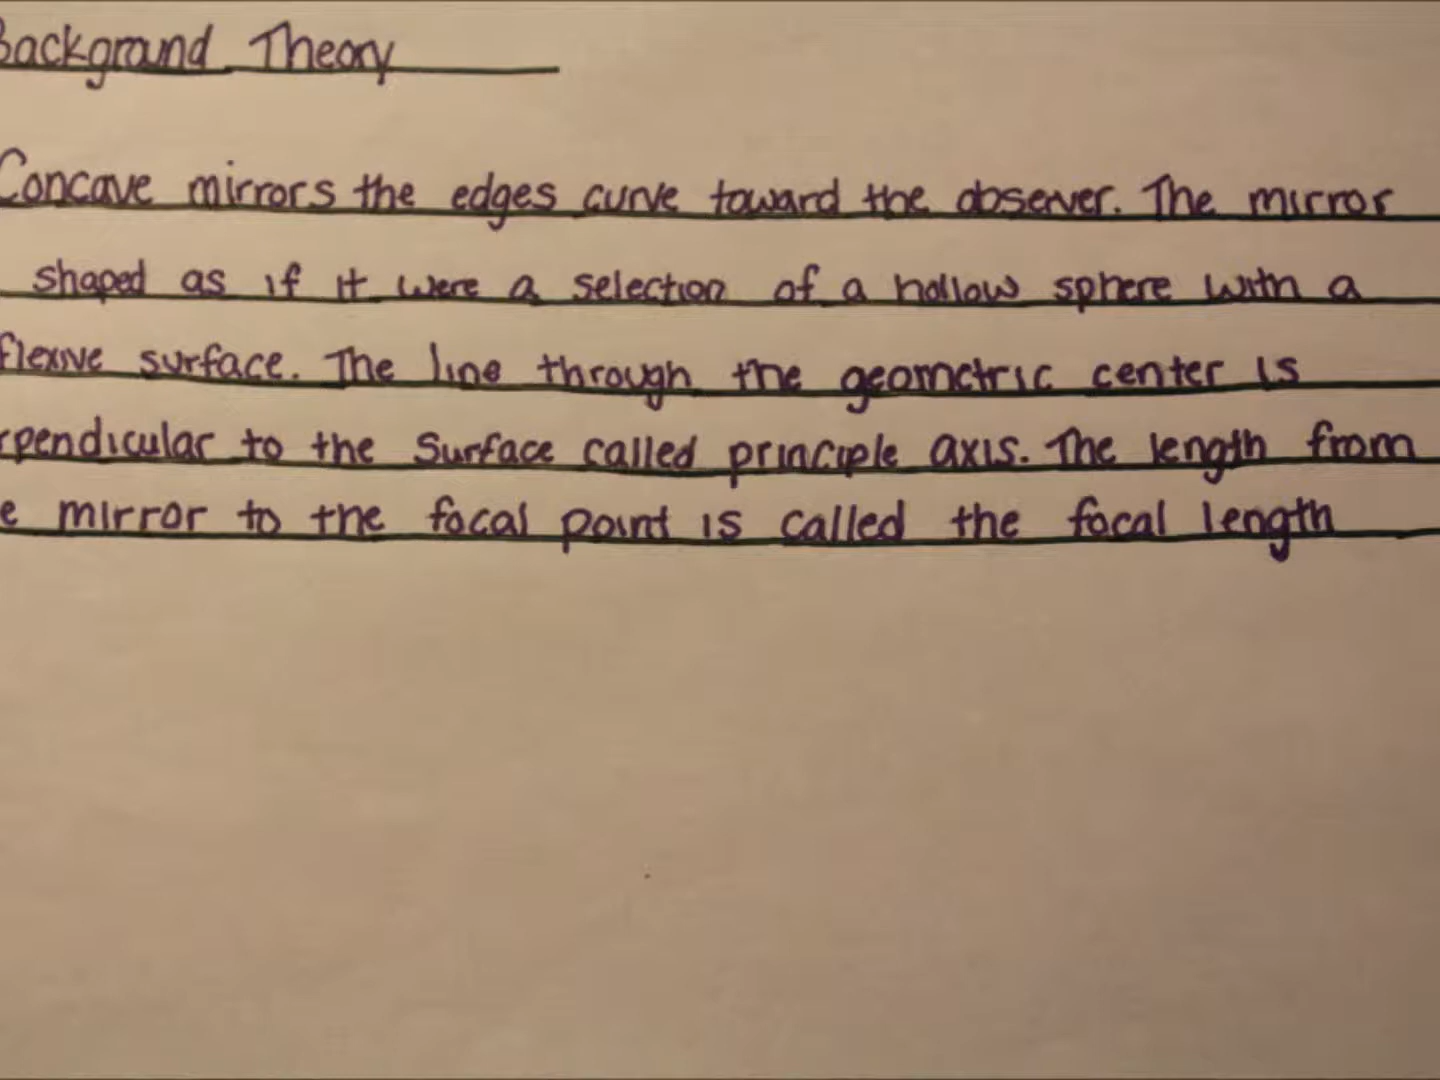 Background Theory
Concave mirrors the edges curve toward the observer. The mirror
shaped as if it were a selection of a hollow sphere with a
flexive surface. The line through the geometric center is
rpendicular to the Surface called principle axis. The length from
e mirror to the focal point is called the focal length